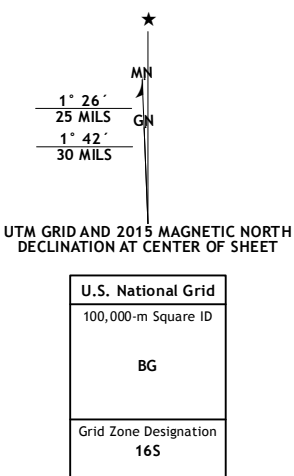 ★
MN
1° 26´
25 MILS
GN
1° 42´
30 MILS
UTM GRID AND 2015 MAGNETIC NORTH
DECLINATION AT CENTER OF SHEET
U.S. National Grid
100,000-m Square ID
BG
Grid Zone Designation
16S